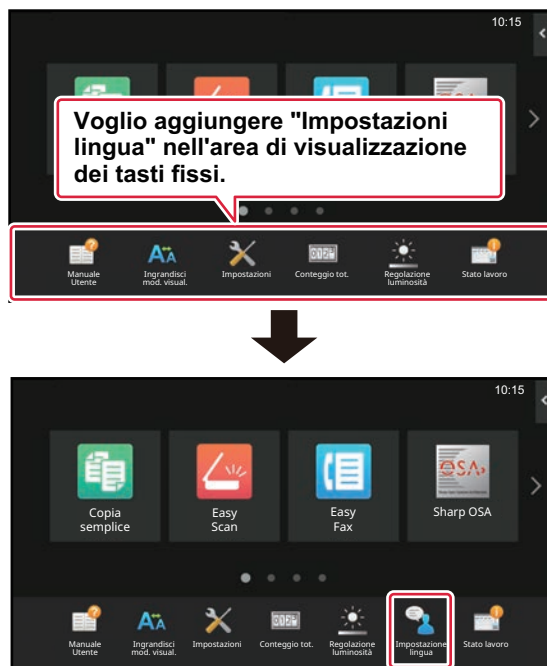 10:15
Voglio aggiungere "Impostazioni
lingua" nell'area di visualizzazione
dei tasti fissi.
Manuale
Utente
Ingrandisci
mod. visual.
Impostazioni
Conteggio tot.
Regolazione
luminosità
Stato lavoro
10:15
Copia
semplice
Easy
Scan
Easy
Fax
OSA
Sharp OSA
Manuale
Utente
Ingrandisci
mod. visual.
Impostazioni
Conteggio tot.
Regolazione
luminosità
Impostazione
lingua
Stato lavoro